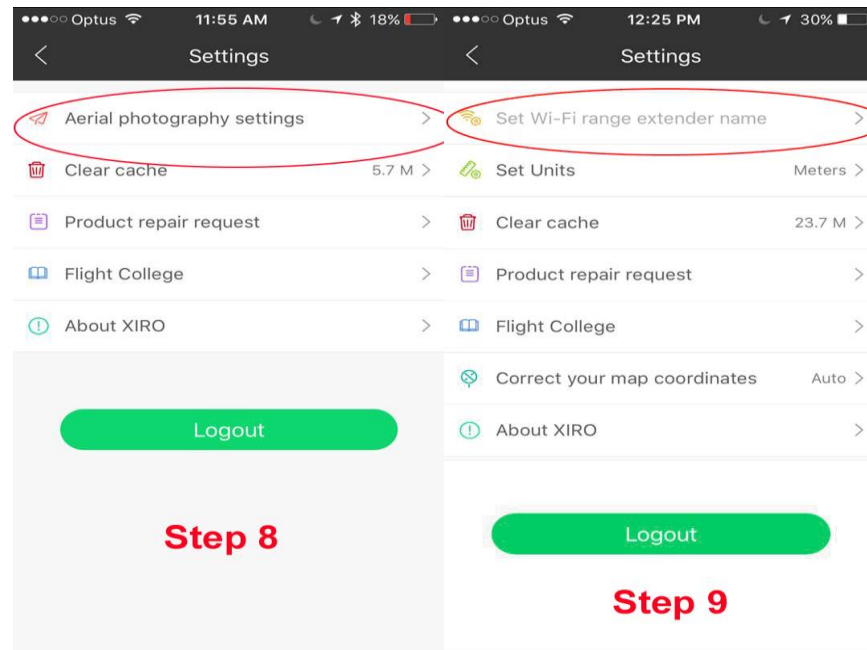 Optus 11:55 AM 18%
Settings
Aerial photography settings
Clear cache 5.7 M
Product repair request
Flight College
About XIRO
Logout
Step 8
Optus 12:25 PM 30%
Settings
Set Wi-Fi range extender name
Set Units Meters
Clear cache 23.7 M
Product repair request
Flight College
Correct your map coordinates Auto
About XIRO
Logout
Step 9